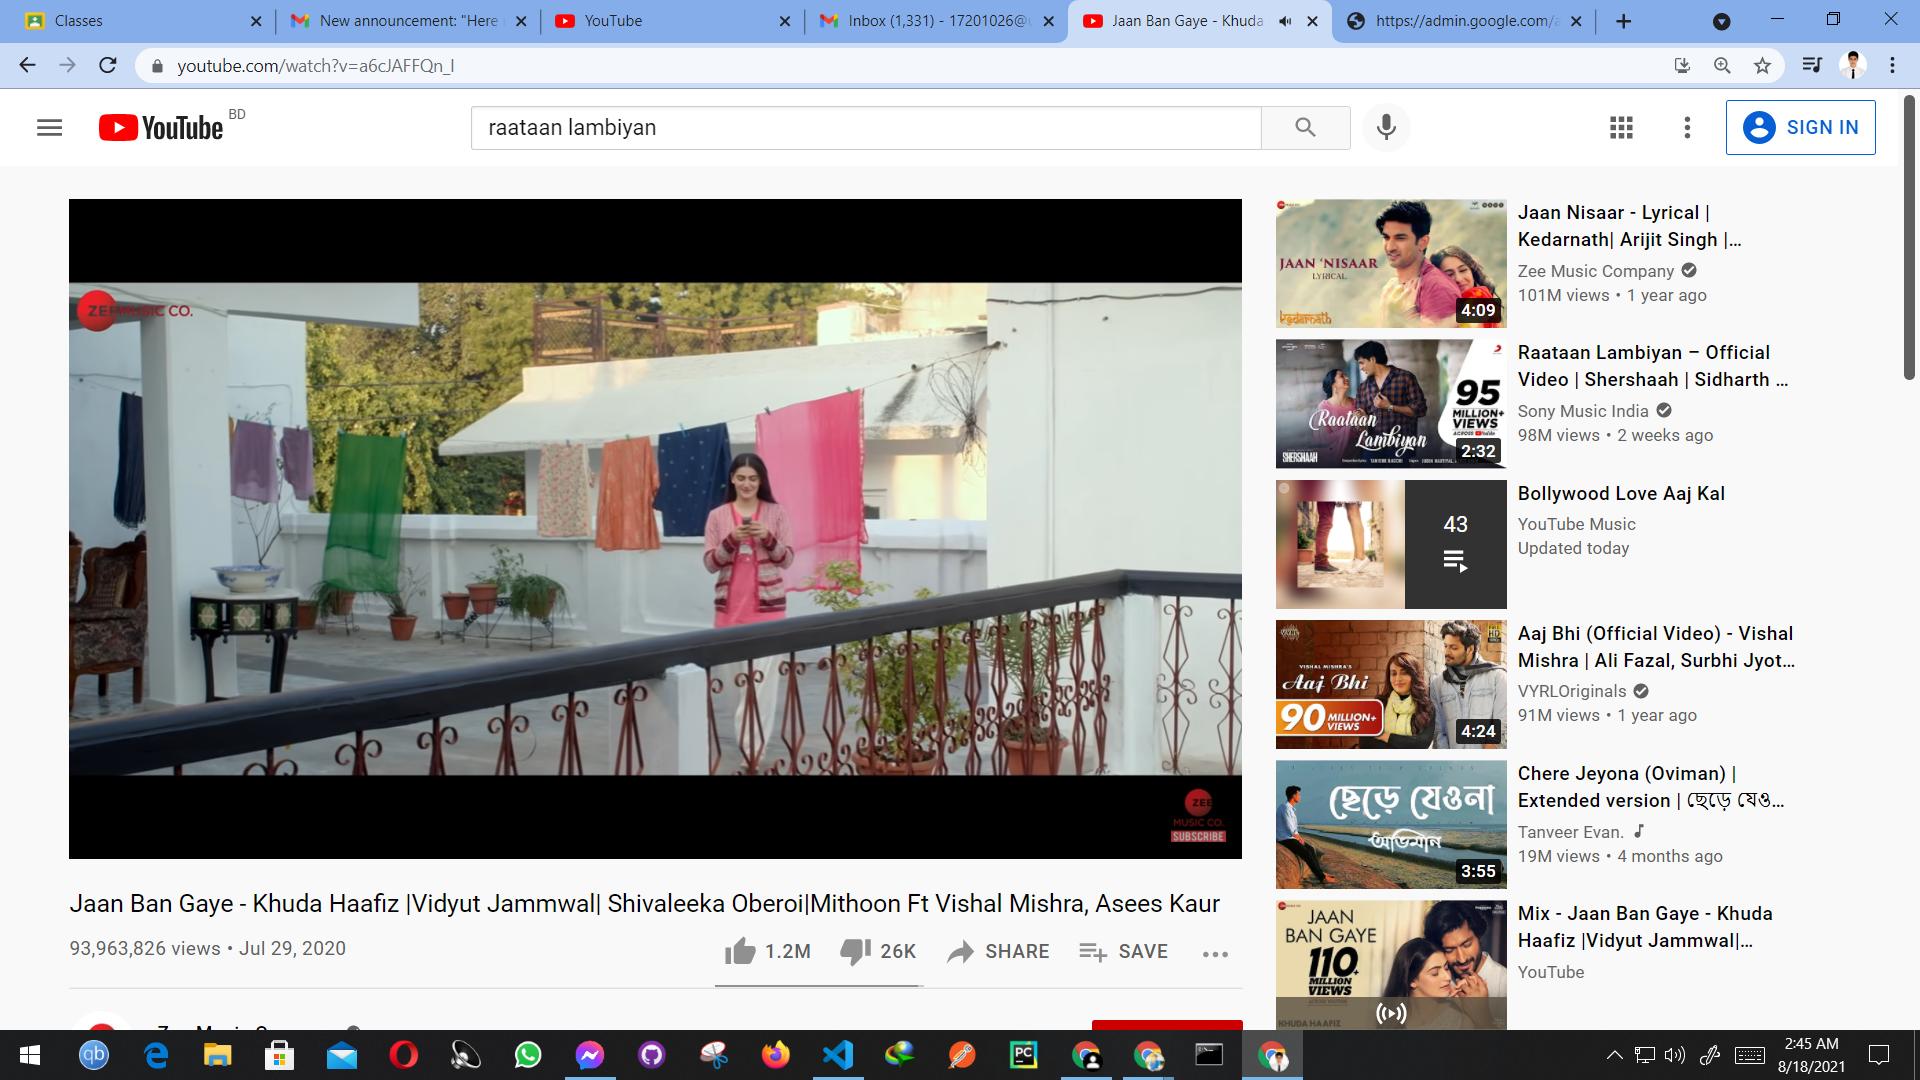 Classes
New announcement: "Here
YouTube
Inbox (1,331) - 17201026@
Jaan Ban Gaye - Khuda
https://admin.google.com/
youtube.com/watch?v=a6cJAFFQn_I
YouTube BD
raataan lambiyan
SIGN IN
ZEE MUSIC CO.
ZEE
MUSIC CO.
SUBSCRIBE
Jaan Ban Gaye - Khuda Haafiz |Vidyut Jammwal| Shivaleeka Oberoi|Mithoon Ft Vishal Mishra, Asees Kaur
93,963,826 views • Jul 29, 2020
1.2M
26K
SHARE
SAVE
JAAN 'NISAAR
LYRICAL
kedarnath
4:09
Jaan Nisaar - Lyrical |
Kedarnath| Arijit Singh |...
Zee Music Company
101M views • 1 year ago
Raataan
Lambiyan
SHERSHAAH
95
MILLION+
VIEWS
2:32
Raataan Lambiyan – Official
Video | Shershaah | Sidharth ...
Sony Music India
98M views • 2 weeks ago
43
Bollywood Love Aaj Kal
YouTube Music
Updated today
VISHAL MISHRA'S
Aaj Bhi
90 MILLION+
VIEWS
4:24
Aaj Bhi (Official Video) - Vishal
Mishra | Ali Fazal, Surbhi Jyot...
VYRLOriginals
91M views • 1 year ago
ছেড়ে যেওনা
অভিমান
3:55
Chere Jeyona (Oviman) |
Extended version | ছেড়ে যেও...
Tanveer Evan.
19M views • 4 months ago
JAAN
BAN GAYE
110+
MILLION
VIEWS
KHUDA HAAFIZ
Mix - Jaan Ban Gaye - Khuda
Haafiz |Vidyut Jammwal|...
YouTube
qb
PC
2:45 AM
8/18/2021